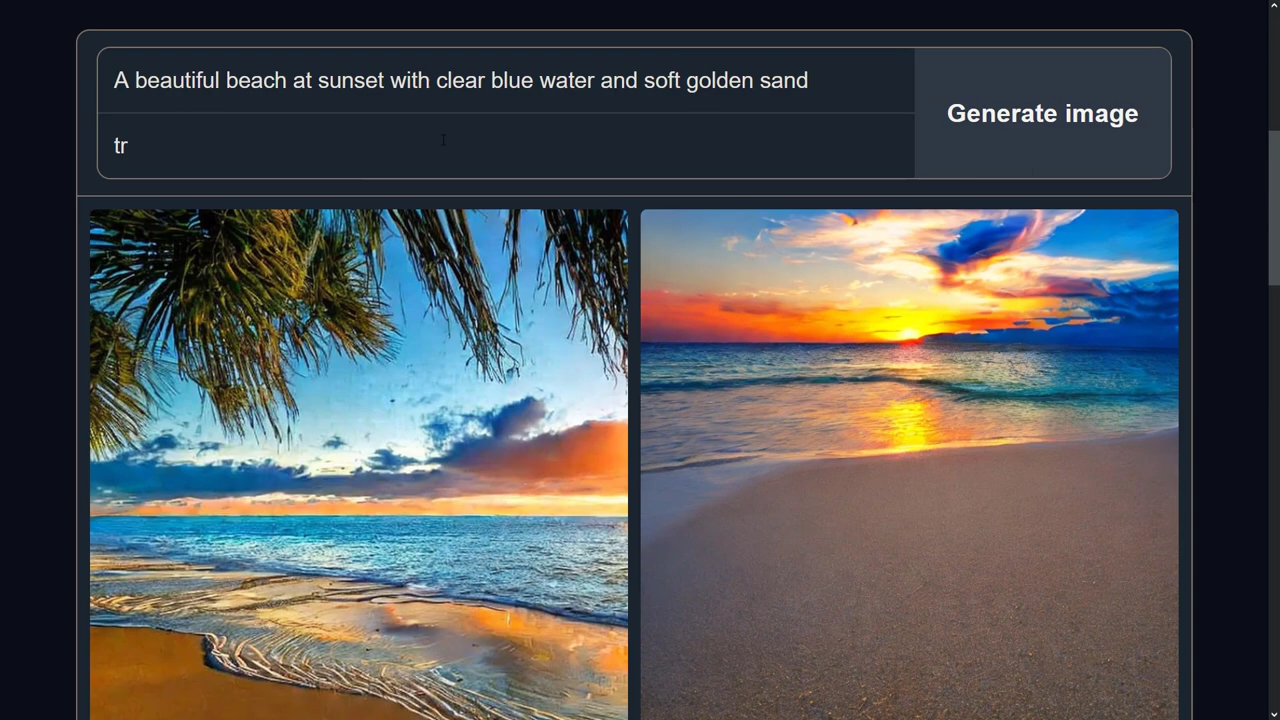 A beautiful beach at sunset with clear blue water and soft golden sand
tr
Generate image